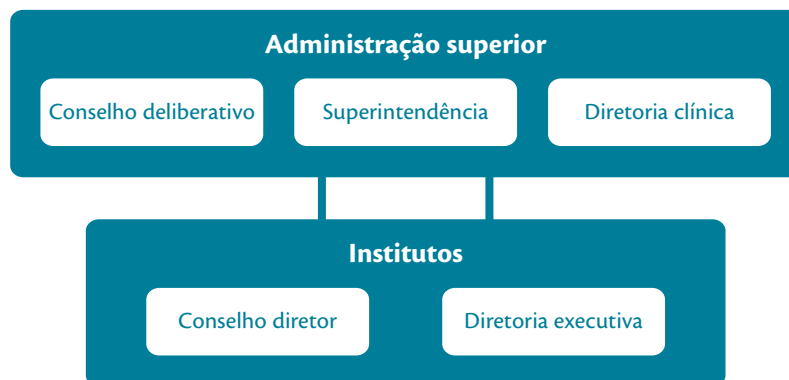 Administração superior
Conselho deliberativo
Superintendência
Diretoria clínica
Institutos
Conselho diretor
Diretoria executiva